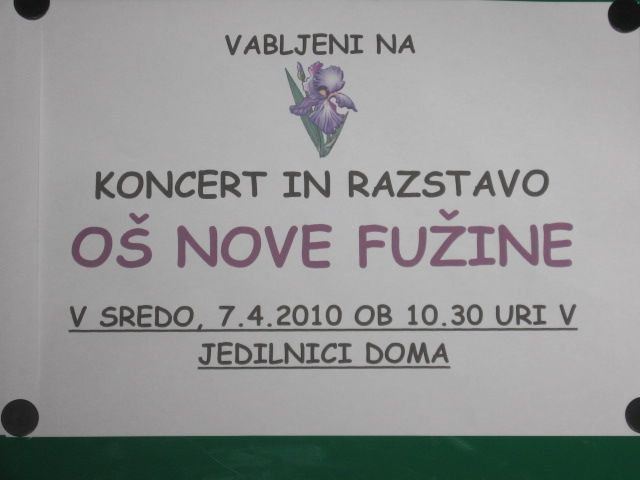 VABLJENI NA
KONCERT IN RAZSTAVO
OŠ NOVE FUŽINE
V SREDO, 7.4.2010 OB 10.30 URI V
JEDILNICI DOMA